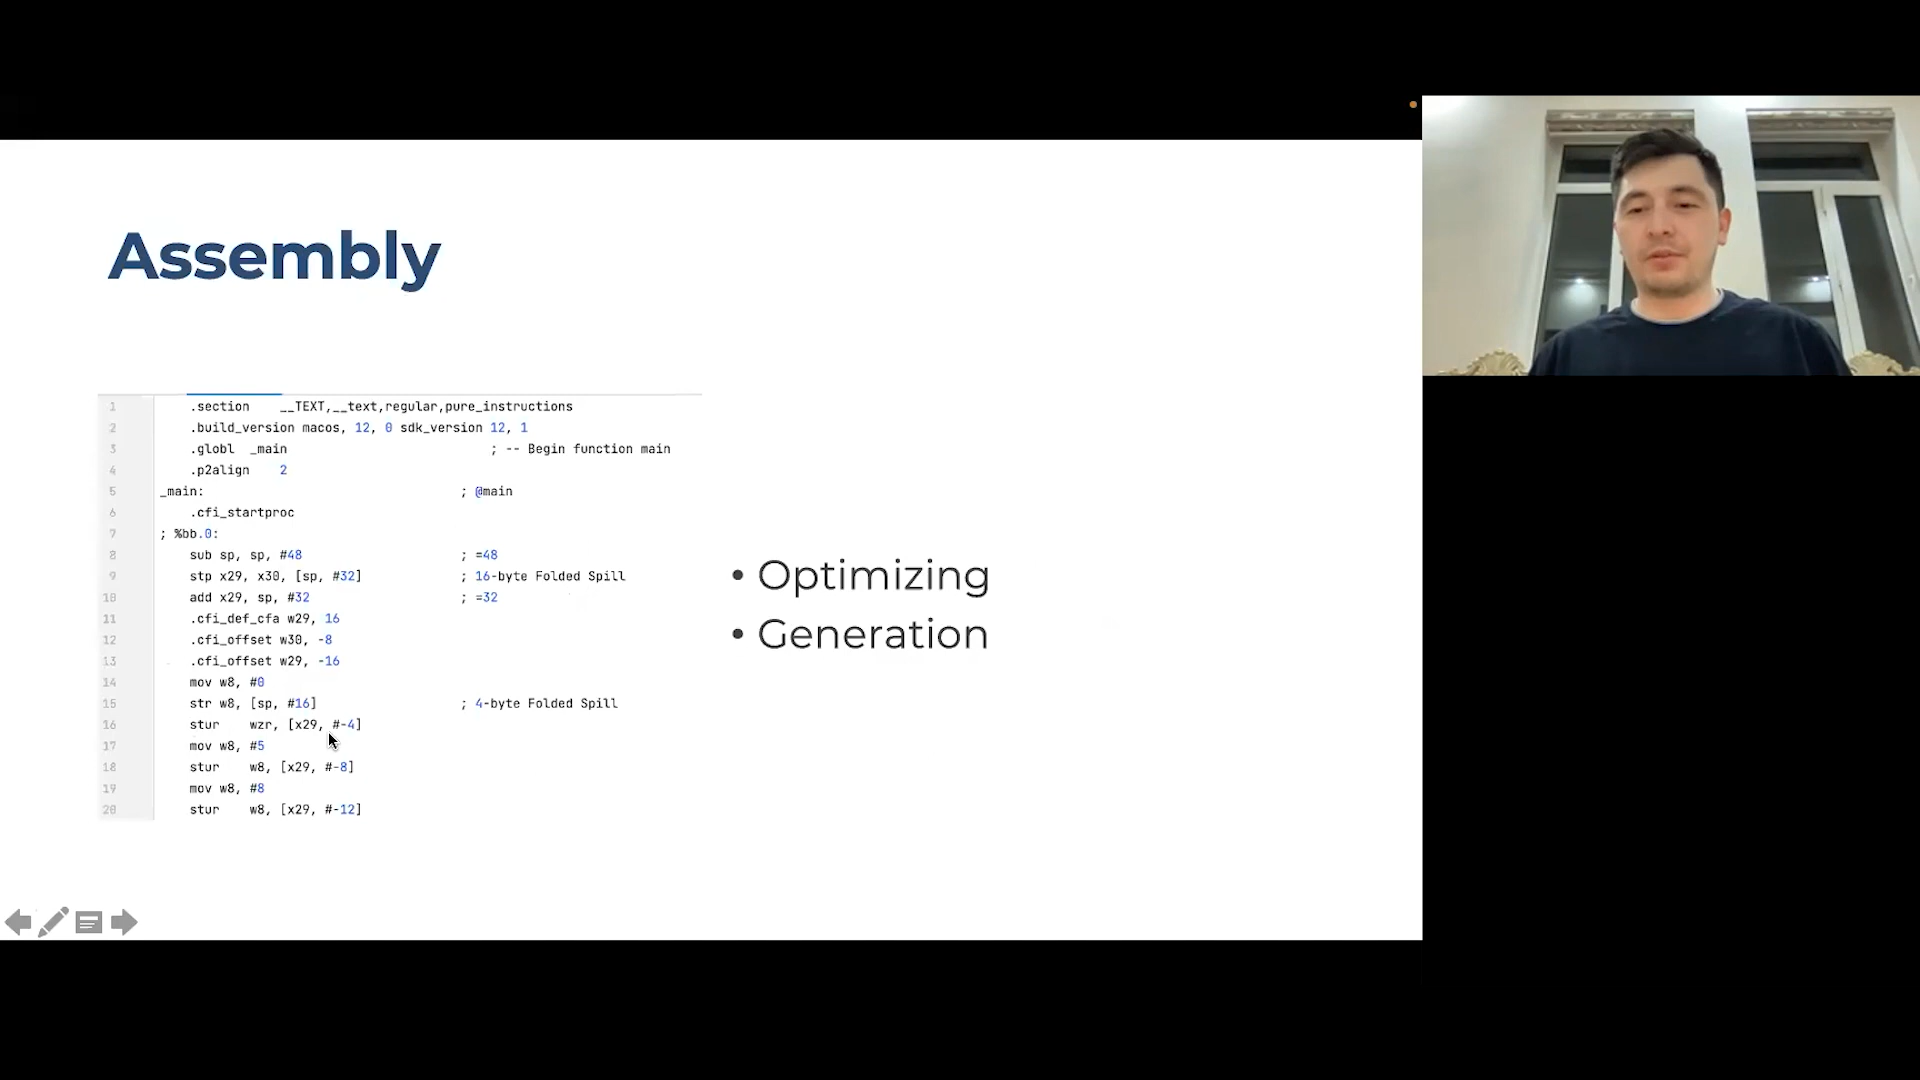 Assembly
1 .section __TEXT,__text,regular,pure_instructions
2 .build_version macos, 12, 0 sdk_version 12, 1
3 .globl _main ; -- Begin function main
4 .p2align 2
5 _main: ; @main
6 .cfi_startproc
7 ; %bb.0:
8 sub sp, sp, #48 ; =48
9 stp x29, x30, [sp, #32] ; 16-byte Folded Spill
10 add x29, sp, #32 ; =32
11 .cfi_def_cfa w29, 16
12 .cfi_offset w30, -8
13 .cfi_offset w29, -16
14 mov w8, #0
15 str w8, [sp, #16] ; 4-byte Folded Spill
16 stur wzr, [x29, #-4]
17 mov w8, #5
18 stur w8, [x29, #-8]
19 mov w8, #8
20 stur w8, [x29, #-12]
• Optimizing
• Generation